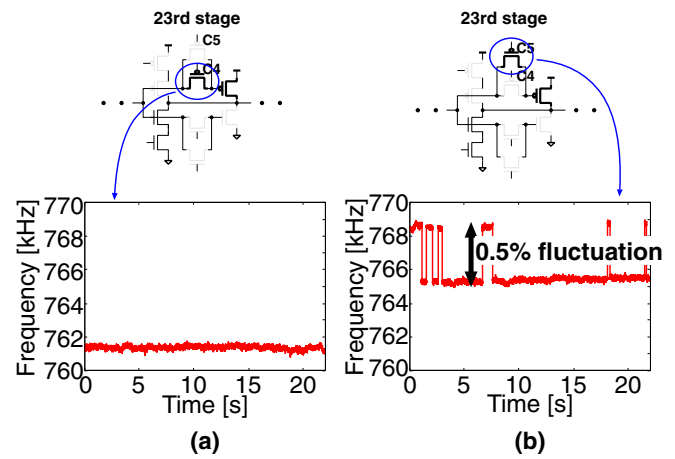 23rd stage
C5
C4
Frequency [kHz]
770
768
766
764
762
760
0 5 10 15 20
Time [s]
(a)
23rd stage
C5
C4
Frequency [kHz]
770
768
766
764
762
760
0.5% fluctuation
0 5 10 15 20
Time [s]
(b)